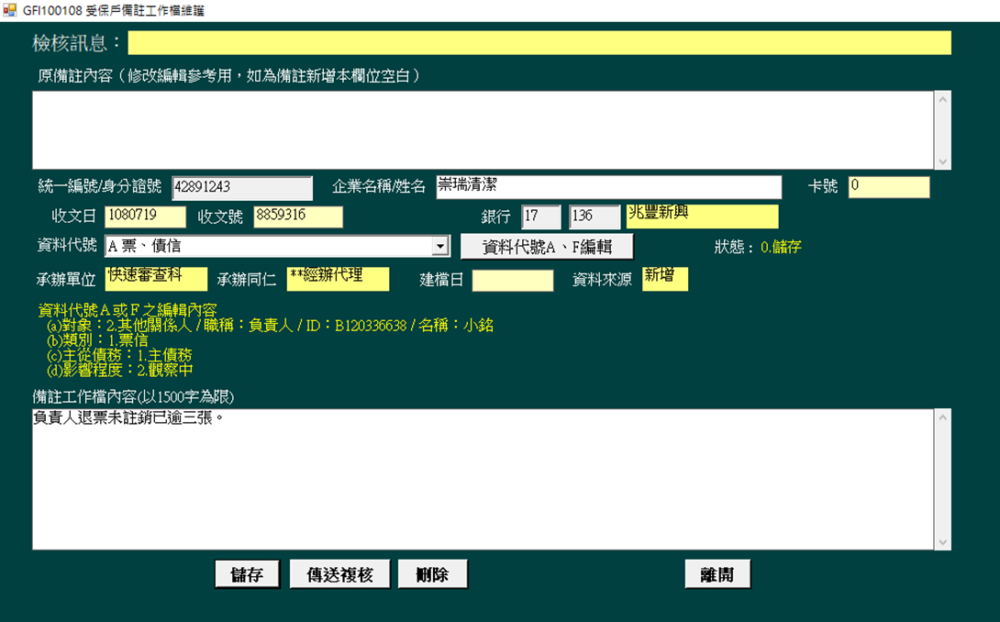 GFI100108 受保戶備註工作檔維護
檢核訊息：
原備註內容（修改編輯參考用，如為備註新增本欄位空白）
統一編號/身分證號 42891243 企業名稱/姓名 崇瑞清潔 卡號 0
收文日 1080719 收文號 8859316 銀行 17 136 兆豐新興
資料代號 A 票、債信 資料代號A、F編輯 狀態：0.儲存
承辦單位 快速審查科 承辦同仁 **經辦代理 建檔日 資料來源 新增
資料代號A或F之編輯內容
(a)對象：2.其他關係人 / 職稱：負責人 / ID：B120336638 / 名稱：小銘
(b)類別：1.票信
(c)主從債務：1.主債務
(d)影響程度：2.觀察中
備註工作檔內容(以1500字為限)
負責人退票未註銷已逾三張。
儲存 傳送複核 刪除 離開